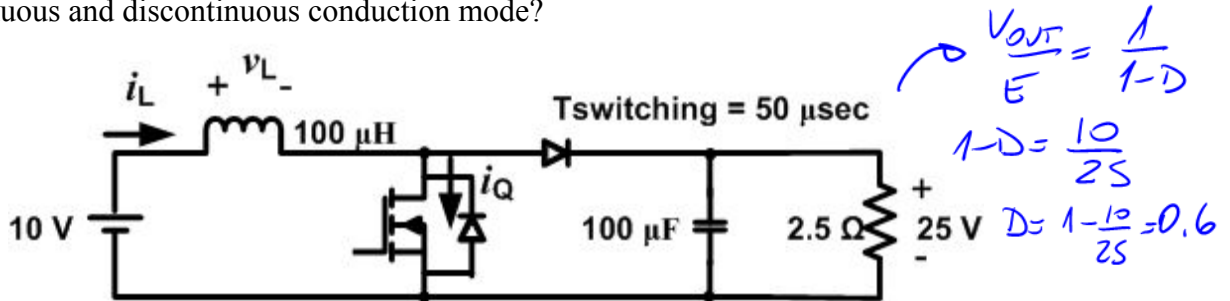 uous and discontinuous conduction mode?
VOUT/E = 1/1-D
iL
+ vL -
100 µH
Tswitching = 50 µsec
1-D = 10/25
iQ
10 V
100 µF
2.5 Ω
+
25 V
-
D = 1-10/25 = 0.6